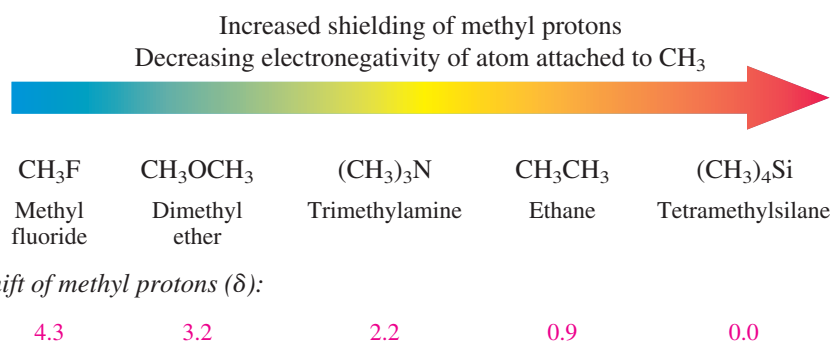 Increased shielding of methyl protons
Decreasing electronegativity of atom attached to CH₃
CH₃F CH₃OCH₃ (CH₃)₃N CH₃CH₃ (CH₃)₄Si
Methyl fluoride Dimethyl ether Trimethylamine Ethane Tetramethylsilane
of methyl protons (δ):
4.3 3.2 2.2 0.9 0.0